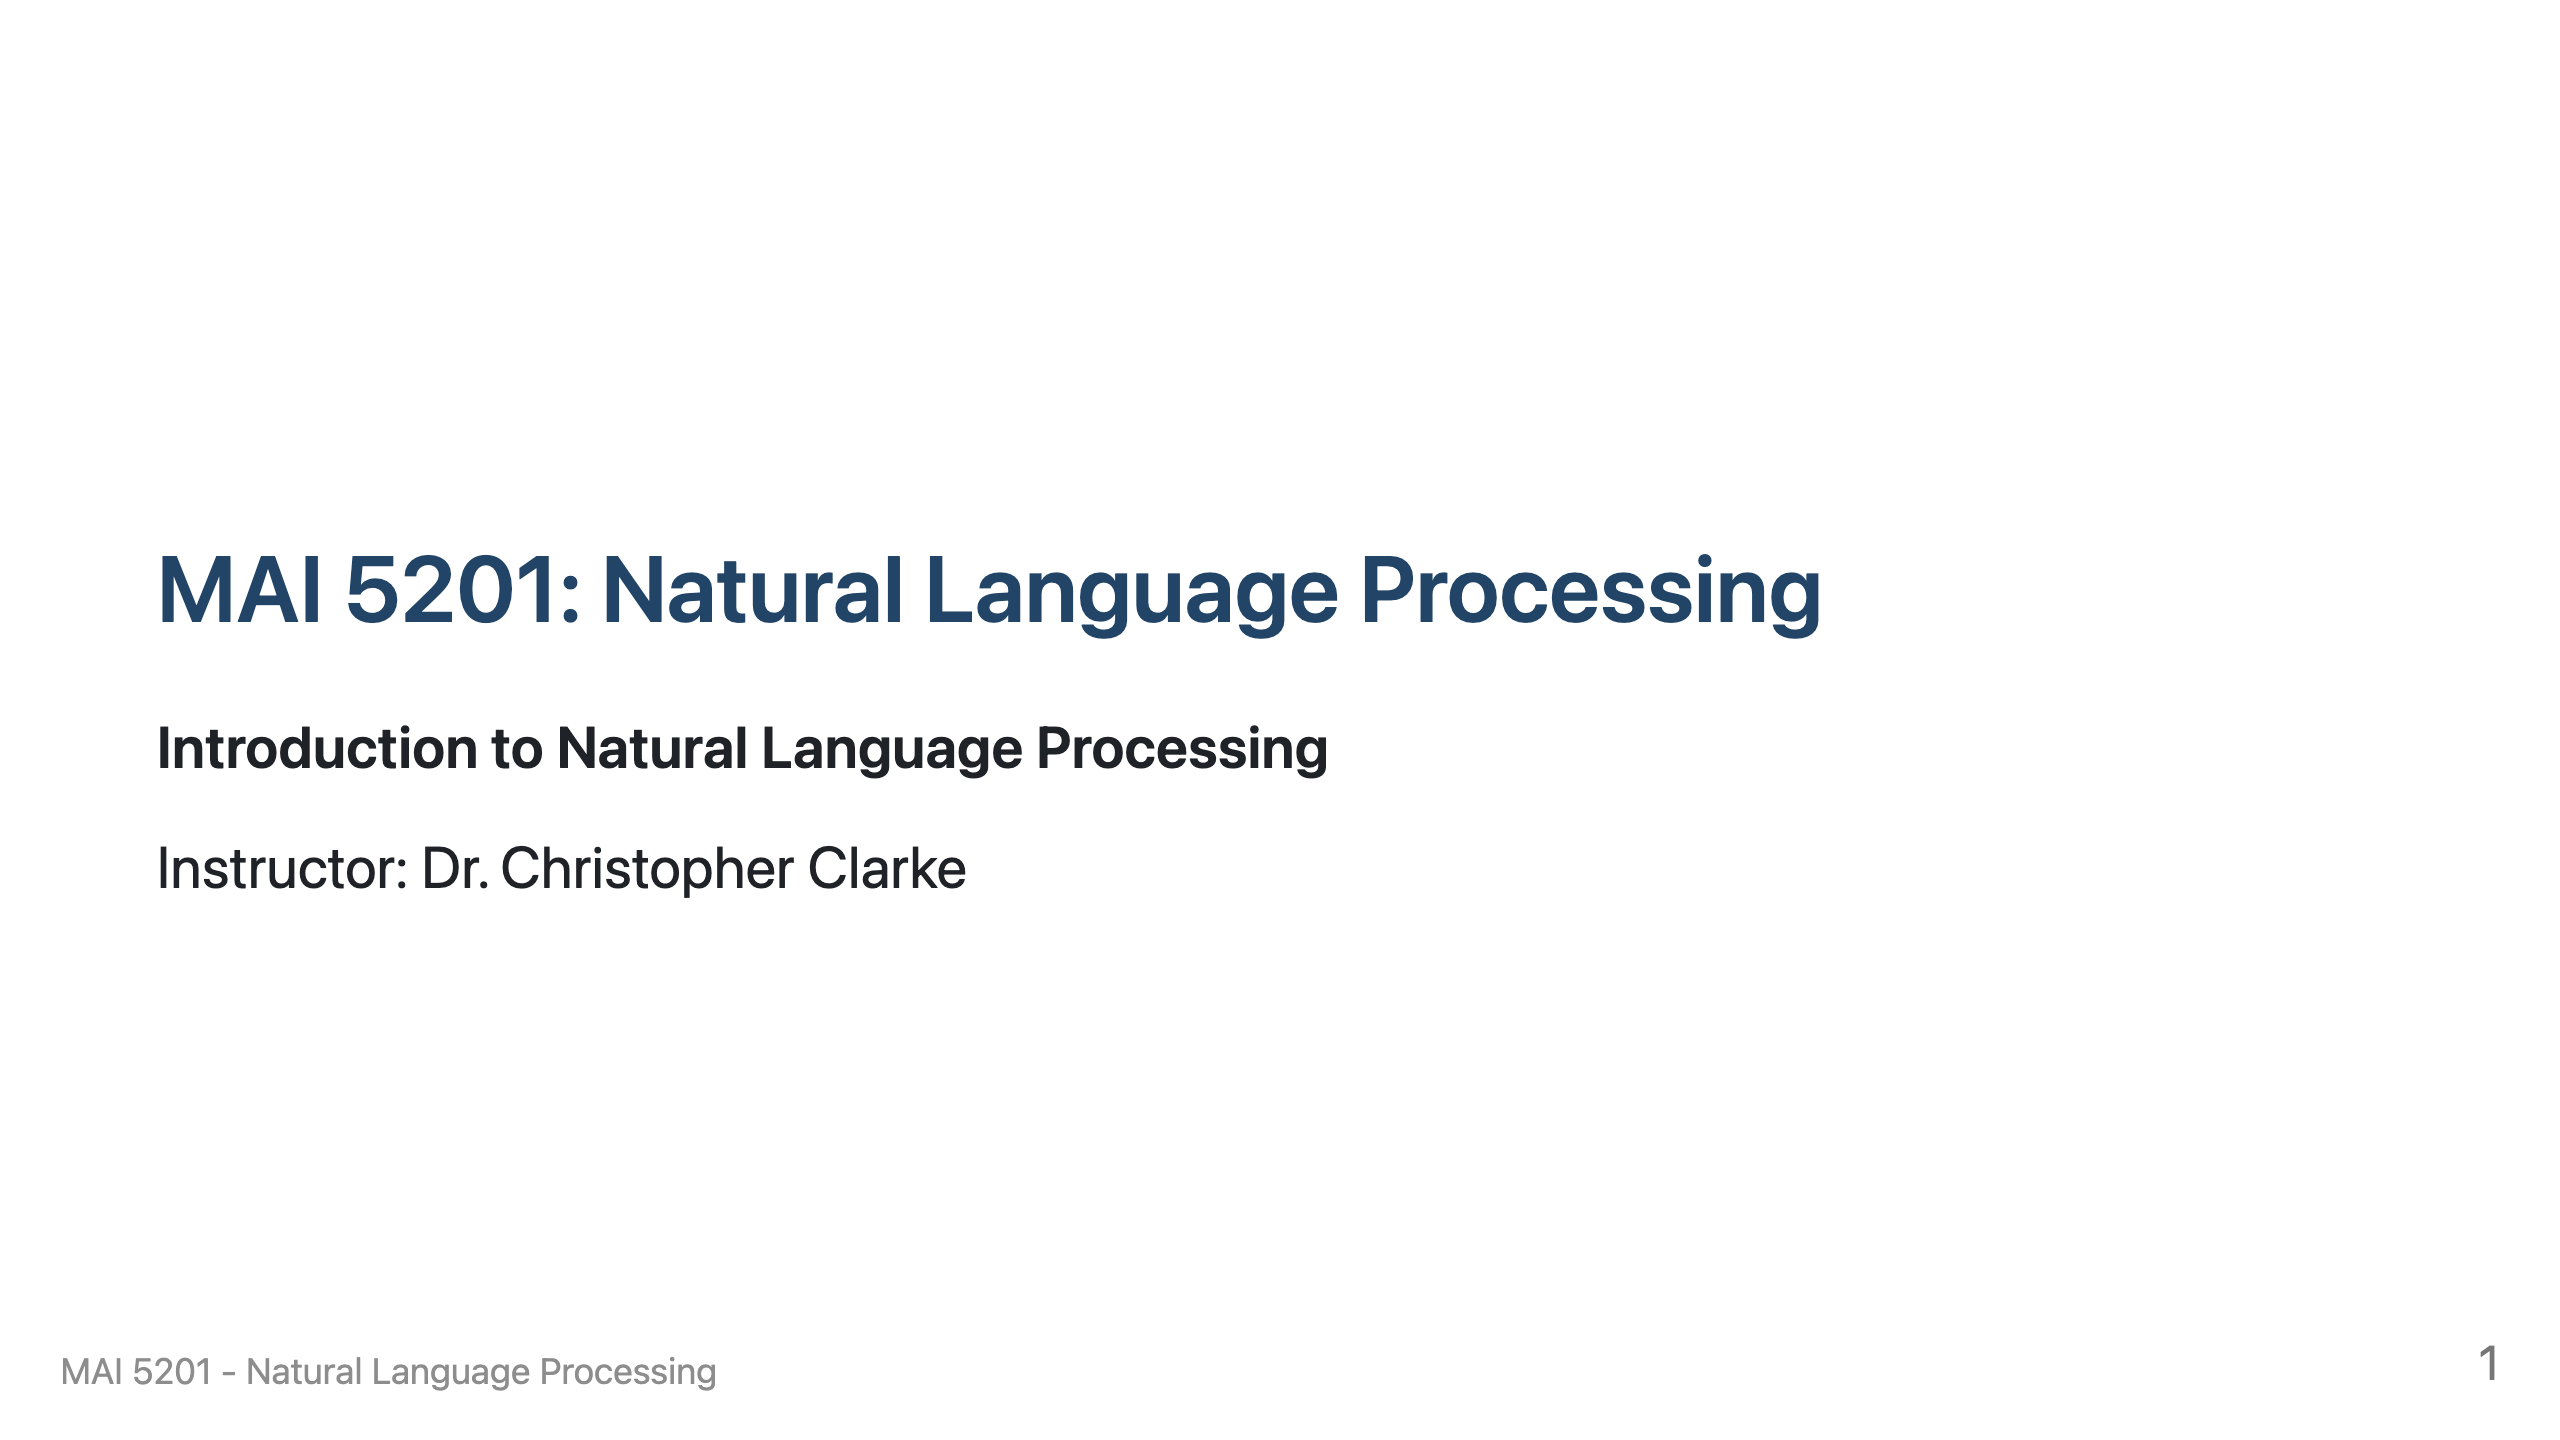 MAI 5201: Natural Language Processing
Introduction to Natural Language Processing
Instructor: Dr. Christopher Clarke
MAI 5201 - Natural Language Processing
1